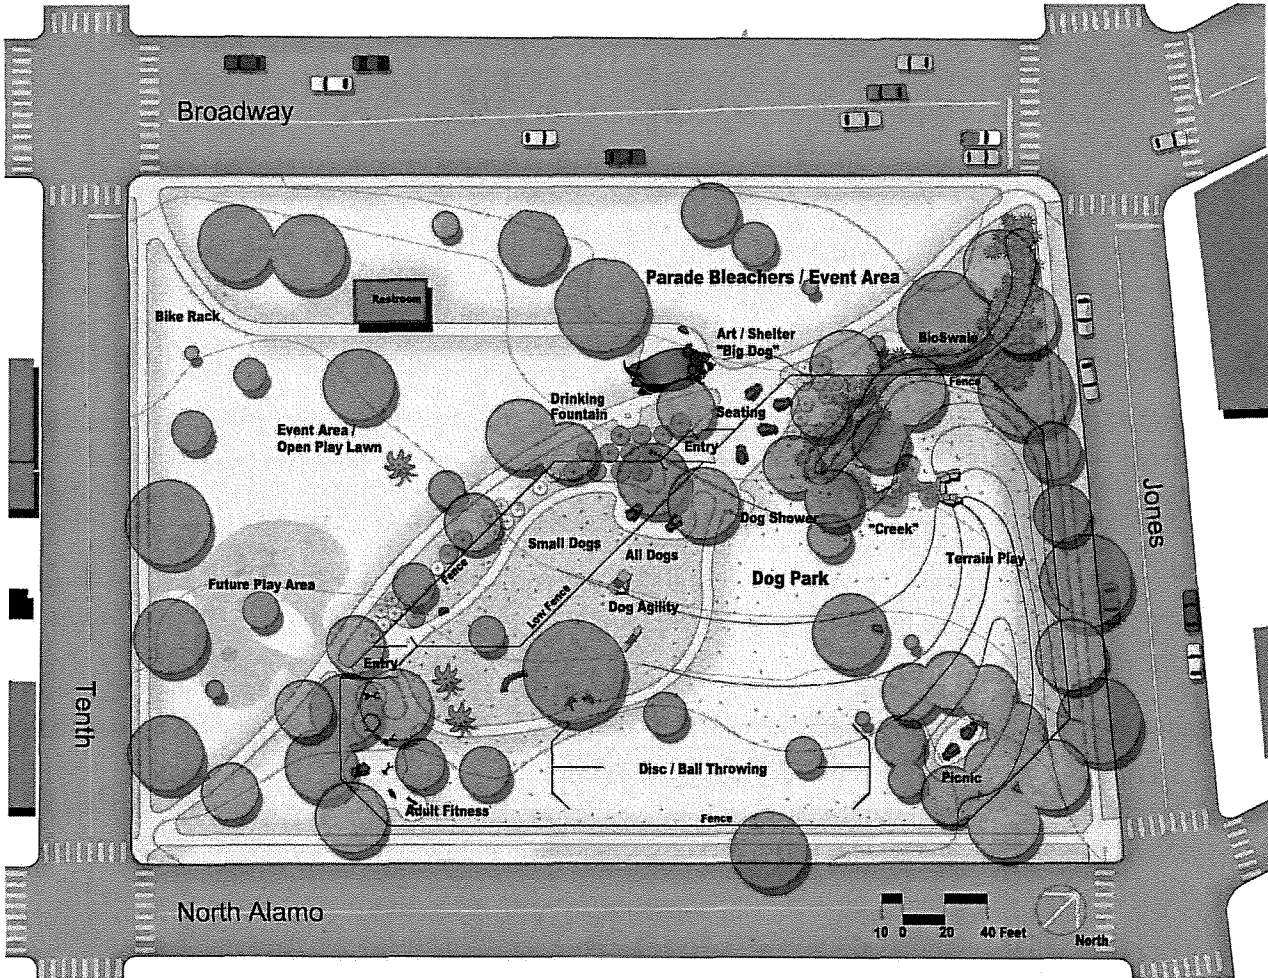 Broadway
Parade Bleachers / Event Area
Restroom
Bike Rack
Art / Shelter
"Big Dog"
BioSwale
Fence
Drinking
Fountain
Seating
Event Area /
Open Play Lawn
Entry
Jones
Dog Shower
"Creek"
Small Dogs
All Dogs
Terrain Play
Fence
Dog Park
Future Play Area
Low Fence
Dog Agility
Entry
Tenth
Disc / Ball Throwing
Picnic
Adult Fitness
Fence
North Alamo
10 0 20 40 Feet
North